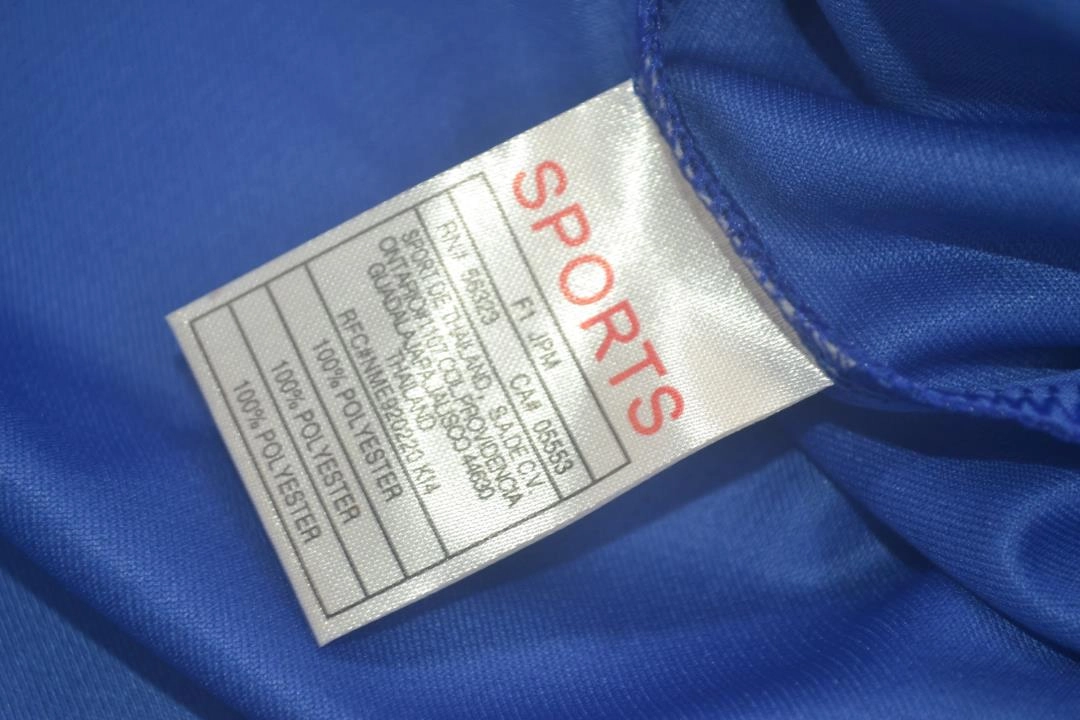 SPORTS
F1 JPM
RN# 56323 CA# 05553
SPORT DE THAILAND, S.A.DE C.V.
ONTARIO#1107 COL.PROVIDENCIA
GUADALAJARA,JALISCO 44630
THAILAND
RFC#NME920220 K14
100% POLYESTER
100% POLYESTER
100% POLYESTER